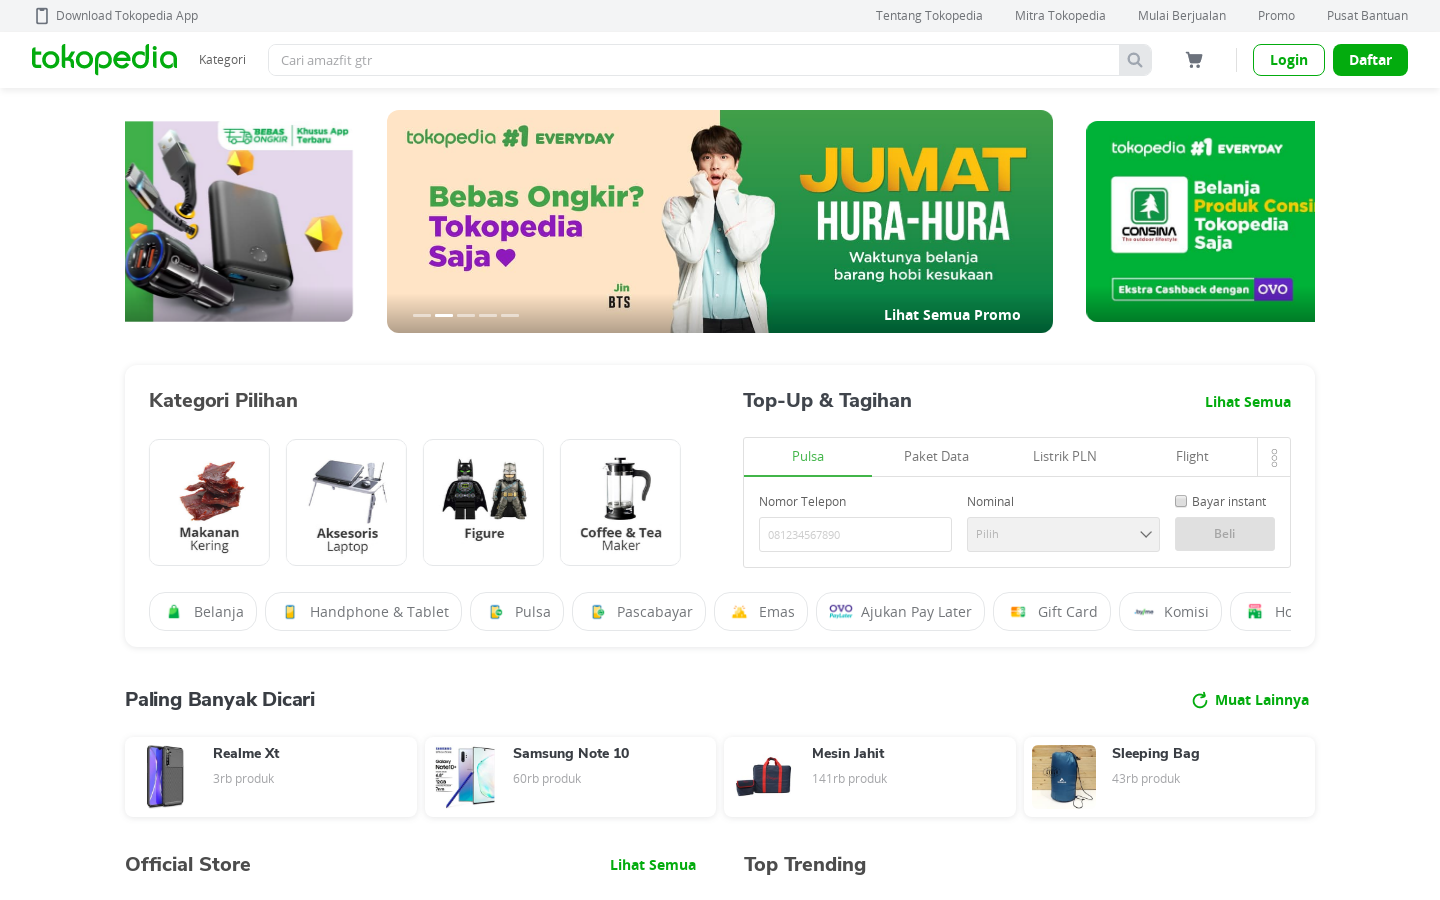 Download Tokopedia App
Tentang Tokopedia
Mitra Tokopedia
Mulai Berjualan
Promo
Pusat Bantuan
tokopedia
Kategori
Cari amazfit gtr
Login
Daftar
BEBAS ONGKIR
Khusus App Terbaru
tokopedia #1 EVERYDAY
Bebas Ongkir?
Tokopedia
Saja
Jin
BTS
JUMAT
HURA-HURA
Waktunya belanja
barang hobi kesukaan
Lihat Semua Promo
tokopedia #1 EVERYDAY
CONSINA
The outdoor lifestyle
Belanja
Produk Consi
Tokopedia
Saja
Ekstra Cashback dengan OVO
Kategori Pilihan
Makanan
Kering
Aksesoris
Laptop
Figure
Coffee & Tea
Maker
Top-Up & Tagihan
Lihat Semua
Pulsa
Paket Data
Listrik PLN
Flight
Nomor Telepon
Nominal
Bayar instant
081234567890
Pilih
Beli
Belanja
Handphone & Tablet
Pulsa
Pascabayar
Emas
OVO
PayLater
Ajukan Pay Later
Gift Card
Komisi
Ho
Paling Banyak Dicari
Muat Lainnya
Realme Xt
3rb produk
Samsung Note 10
60rb produk
Mesin Jahit
141rb produk
Sleeping Bag
43rb produk
Official Store
Lihat Semua
Top Trending